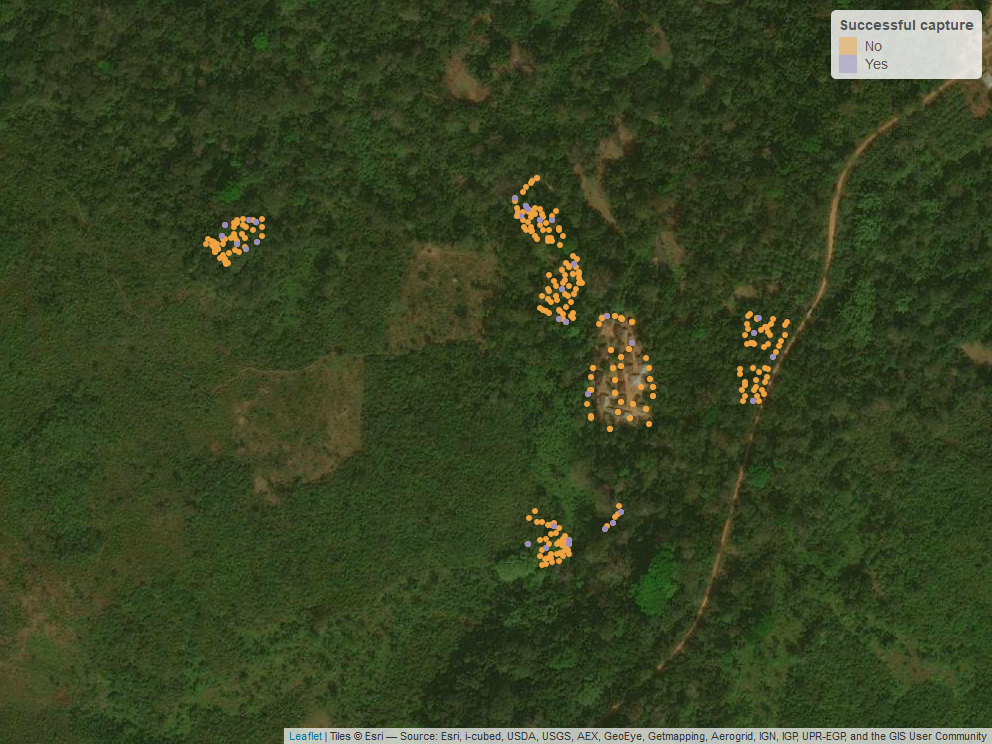 Successful capture
No
Yes
Leaflet | Tiles © Esri — Source: Esri, i-cubed, USDA, USGS, AEX, GeoEye, Getmapping, Aerogrid, IGN, IGP, UPR-EGP, and the GIS User Community